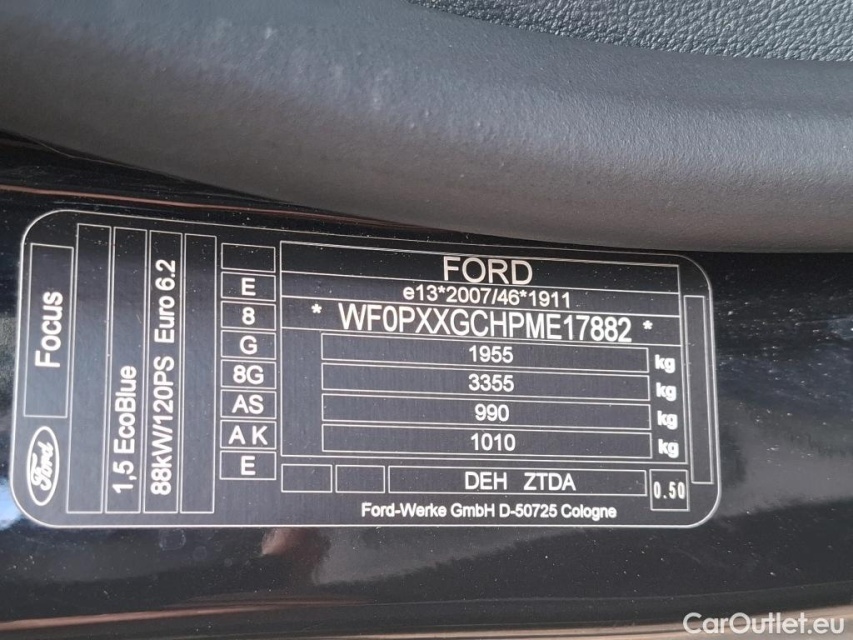 Focus
Ford
1,5 EcoBlue
88kW/120PS Euro 6.2
E
8
G
8G
AS
A K
E
FORD
e13*2007/46*1911
* WF0PXXGCHPME17882 *
1955 kg
3355 kg
990 kg
1010 kg
DEH ZTDA
0.50
Ford-Werke GmbH D-50725 Cologne
CarOutlet.eu